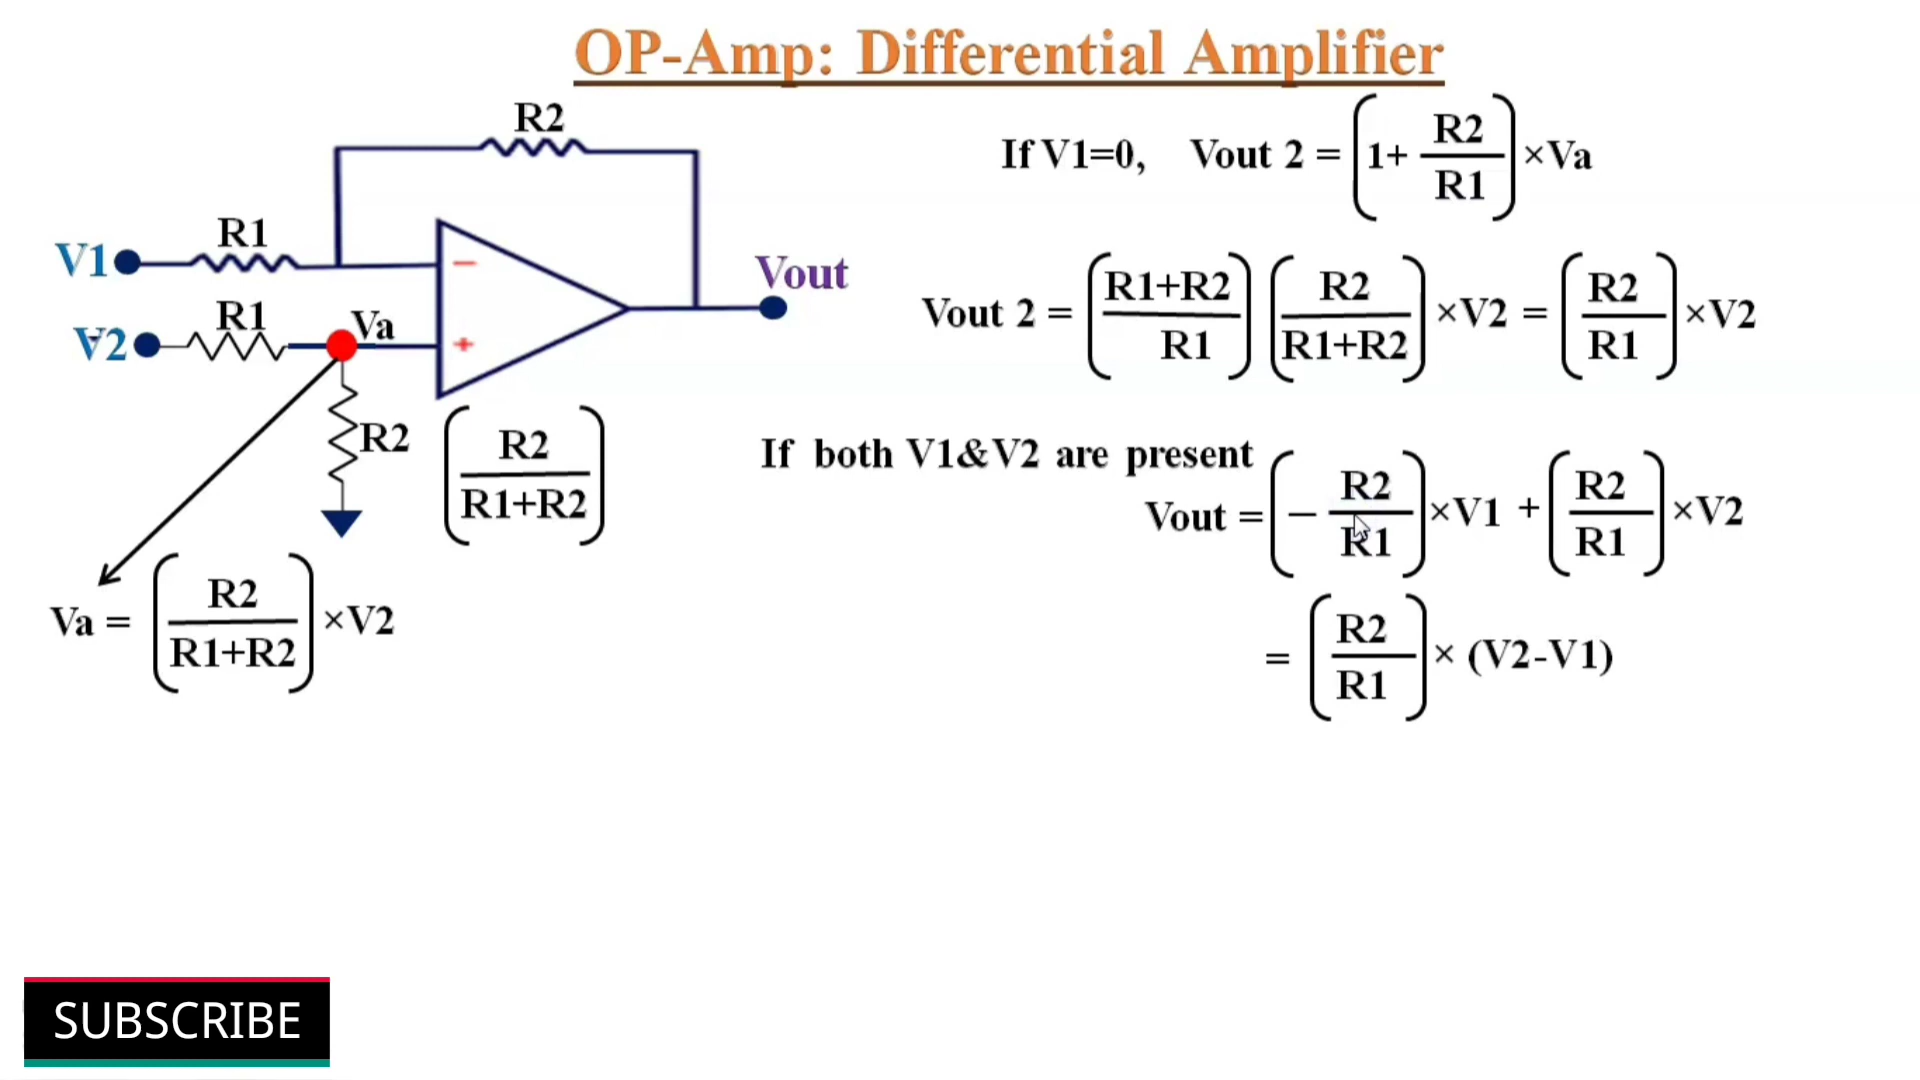 OP-Amp: Differential Amplifier
R2
R1
V1
R1
V2
Va
− +
Vout
R2
(R2 / R1+R2)
Va = (R2 / R1+R2) ×V2
If V1=0, Vout 2 = (1+ R2 / R1) ×Va
Vout 2 = (R1+R2 / R1) (R2 / R1+R2) ×V2 = (R2 / R1) ×V2
If both V1&V2 are present
Vout = (− R2 / R1) ×V1 + (R2 / R1) ×V2
= (R2 / R1) × (V2-V1)
SUBSCRIBE